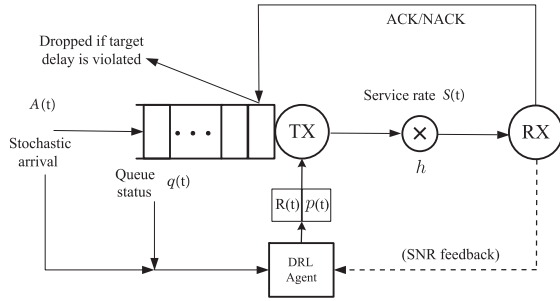 ACK/NACK
Dropped if target
delay is violated
A(t)
Service rate S(t)
• • •
TX
RX
Stochastic
arrival
h
Queue
status
q(t)
R(t) p(t)
DRL
Agent
(SNR feedback)